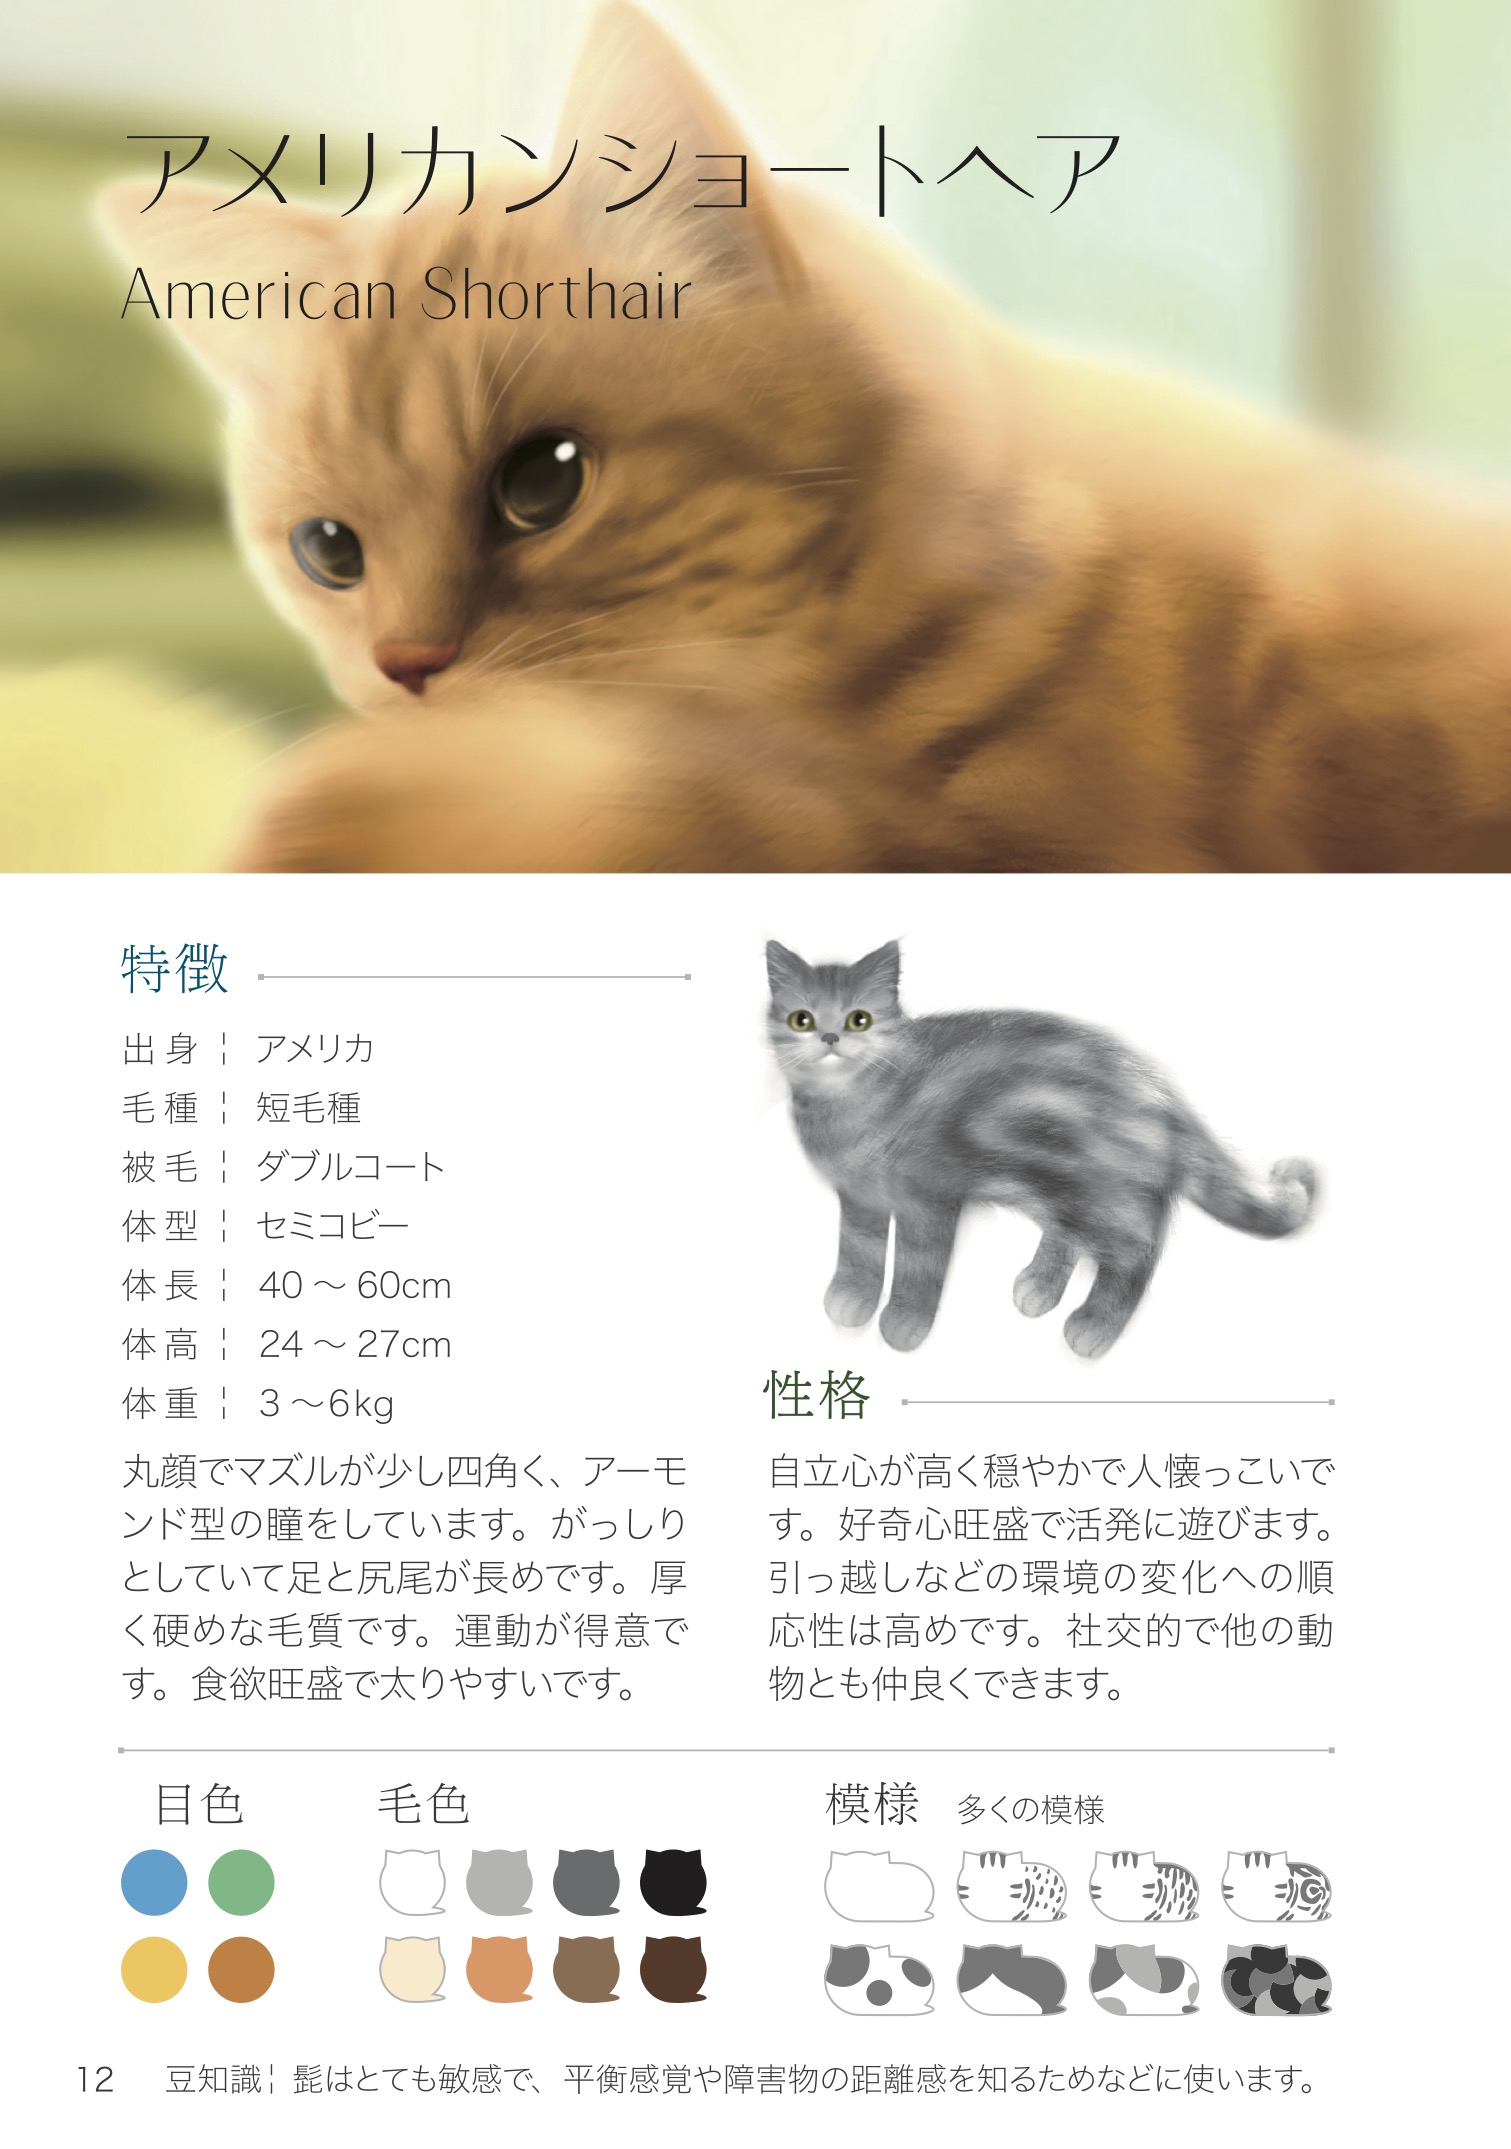 アメリカンショートヘア
American Shorthair
特徴
出身 ¦ アメリカ
毛種 ¦ 短毛種
被毛 ¦ ダブルコート
体型 ¦ セミコビー
体長 ¦ 40 〜 60cm
体高 ¦ 24 〜 27cm
体重 ¦ 3 〜6kg
丸顔でマズルが少し四角く、アーモ
ンド型の瞳をしています。がっしり
としていて足と尻尾が長めです。厚
く硬めな毛質です。運動が得意で
す。食欲旺盛で太りやすいです。
性格
自立心が高く穏やかで人懐っこいで
す。好奇心旺盛で活発に遊びます。
引っ越しなどの環境の変化への順
応性は高めです。社交的で他の動
物とも仲良くできます。
目色
毛色
模様 多くの模様
12 豆知識¦ 髭はとても敏感で、平衡感覚や障害物の距離感を知るためなどに使います。